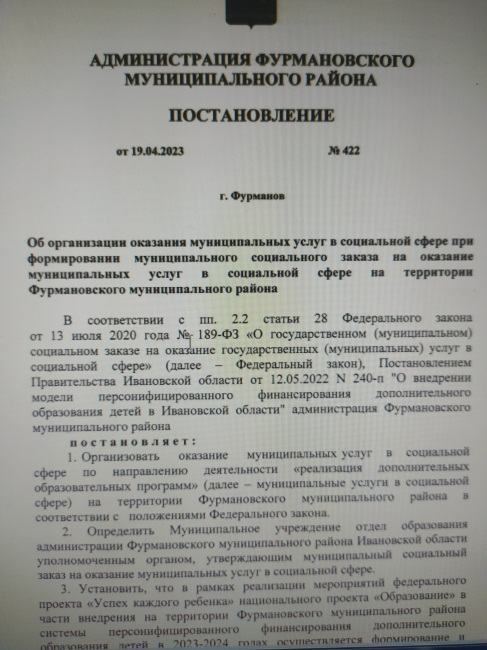 АДМИНИСТРАЦИЯ ФУРМАНОВСКОГО
МУНИЦИПАЛЬНОГО РАЙОНА
ПОСТАНОВЛЕНИЕ
от 19.04.2023 № 422
г. Фурманов
Об организации оказания муниципальных услуг в социальной сфере при
формировании муниципального социального заказа на оказание
муниципальных услуг в социальной сфере на территории
Фурмановского муниципального района
В соответствии с пп. 2.2 статьи 28 Федерального закона
от 13 июля 2020 года № 189-ФЗ «О государственном (муниципальном)
социальном заказе на оказание государственных (муниципальных) услуг в
социальной сфере» (далее – Федеральный закон), Постановлением
Правительства Ивановской области от 12.05.2022 N 240-п "О внедрении
модели персонифицированного финансирования дополнительного
образования детей в Ивановской области" администрация Фурмановского
муниципального района
постановляет:
1. Организовать оказание муниципальных услуг в социальной
сфере по направлению деятельности «реализация дополнительных
образовательных программ» (далее – муниципальные услуги в социальной
сфере) на территории Фурмановского муниципального района в
соответствии с положениями Федерального закона.
2. Определить Муниципальное учреждение отдел образования
администрации Фурмановского муниципального района Ивановской области
уполномоченным органом, утверждающим муниципальный социальный
заказ на оказание муниципальных услуг в социальной сфере.
3. Установить, что в рамках реализации мероприятий федерального
проекта «Успех каждого ребенка» национального проекта «Образование» в
части внедрения на территории Фурмановского муниципального района
системы персонифицированного финансирования дополнительного
образования детей в 2023-2024 годах осуществляется формирование и